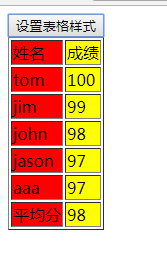 设置表格样式
姓名 成绩
tom 100
jim 99
john 98
jason 97
aaa 97
平均分 98